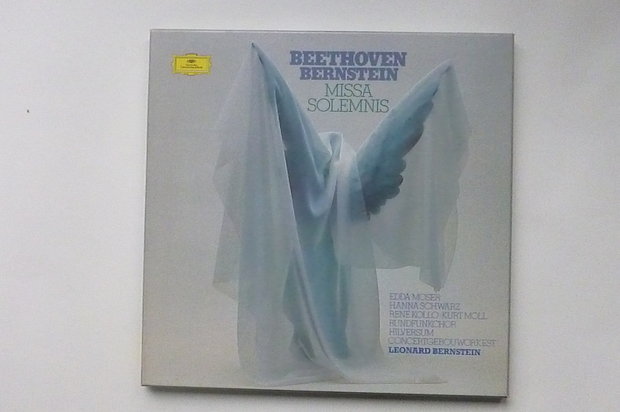 BEETHOVEN
BERNSTEIN
MISSA
SOLEMNIS
EDDA MOSER
HANNA SCHWARZ
RENÉ KOLLO · KURT MOLL
RUNDFUNKCHOR
HILVERSUM
CONCERTGEBOUWORKEST
LEONARD BERNSTEIN